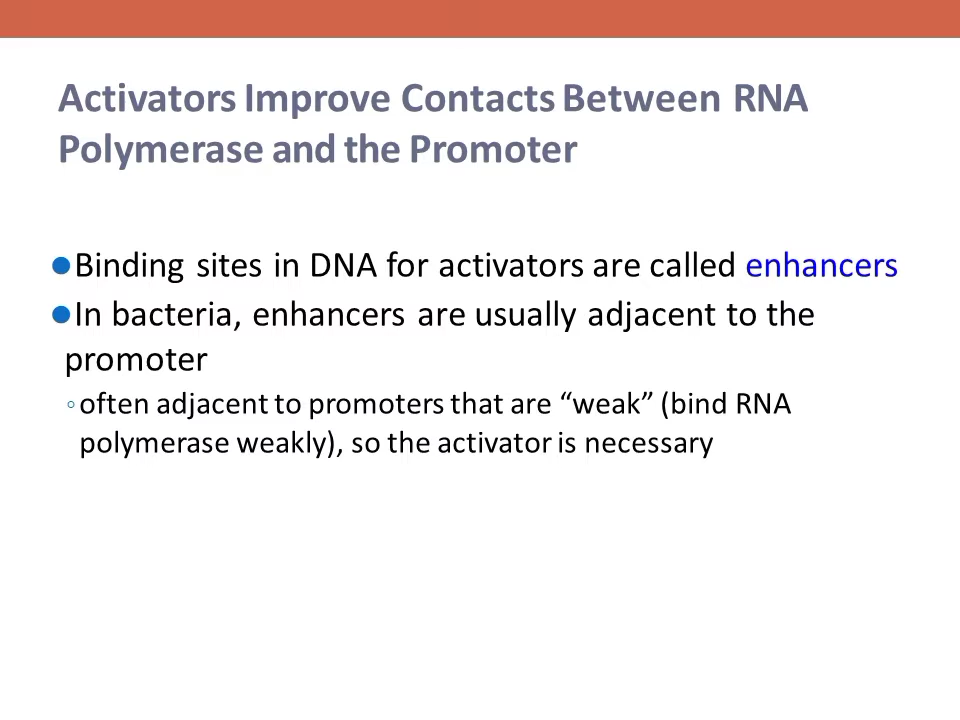 Activators Improve Contacts Between RNA
Polymerase and the Promoter
●Binding sites in DNA for activators are called enhancers
●In bacteria, enhancers are usually adjacent to the
promoter
◦often adjacent to promoters that are “weak” (bind RNA
polymerase weakly), so the activator is necessary